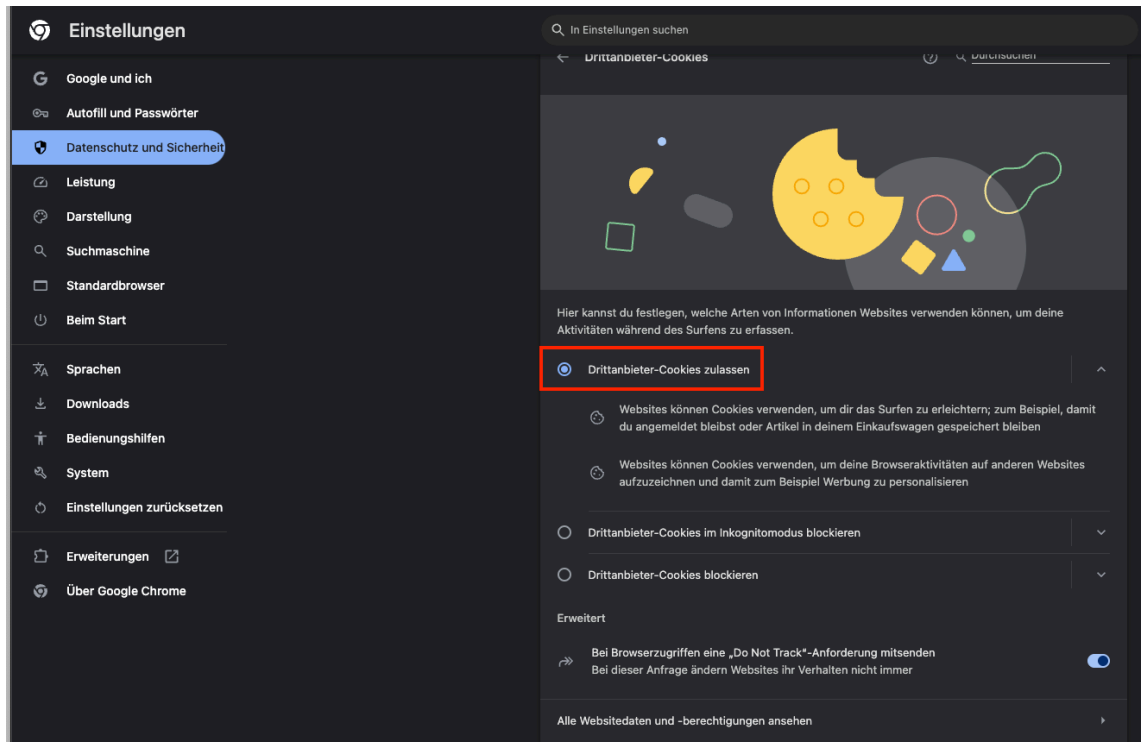 Einstellungen
In Einstellungen suchen
Google und ich
Autofill und Passwörter
Datenschutz und Sicherheit
Leistung
Darstellung
Suchmaschine
Standardbrowser
Beim Start
Sprachen
Downloads
Bedienungshilfen
System
Einstellungen zurücksetzen
Erweiterungen
Über Google Chrome
Drittanbieter-Cookies
Durchsuchen
Hier kannst du festlegen, welche Arten von Informationen Websites verwenden können, um deine
Aktivitäten während des Surfens zu erfassen.
Drittanbieter-Cookies zulassen
Websites können Cookies verwenden, um dir das Surfen zu erleichtern; zum Beispiel, damit
du angemeldet bleibst oder Artikel in deinem Einkaufswagen gespeichert bleiben
Websites können Cookies verwenden, um deine Browseraktivitäten auf anderen Websites
aufzuzeichnen und damit zum Beispiel Werbung zu personalisieren
Drittanbieter-Cookies im Inkognitomodus blockieren
Drittanbieter-Cookies blockieren
Erweitert
Bei Browserzugriffen eine „Do Not Track"-Anforderung mitsenden
Bei dieser Anfrage ändern Websites ihr Verhalten nicht immer
Alle Websitedaten und -berechtigungen ansehen